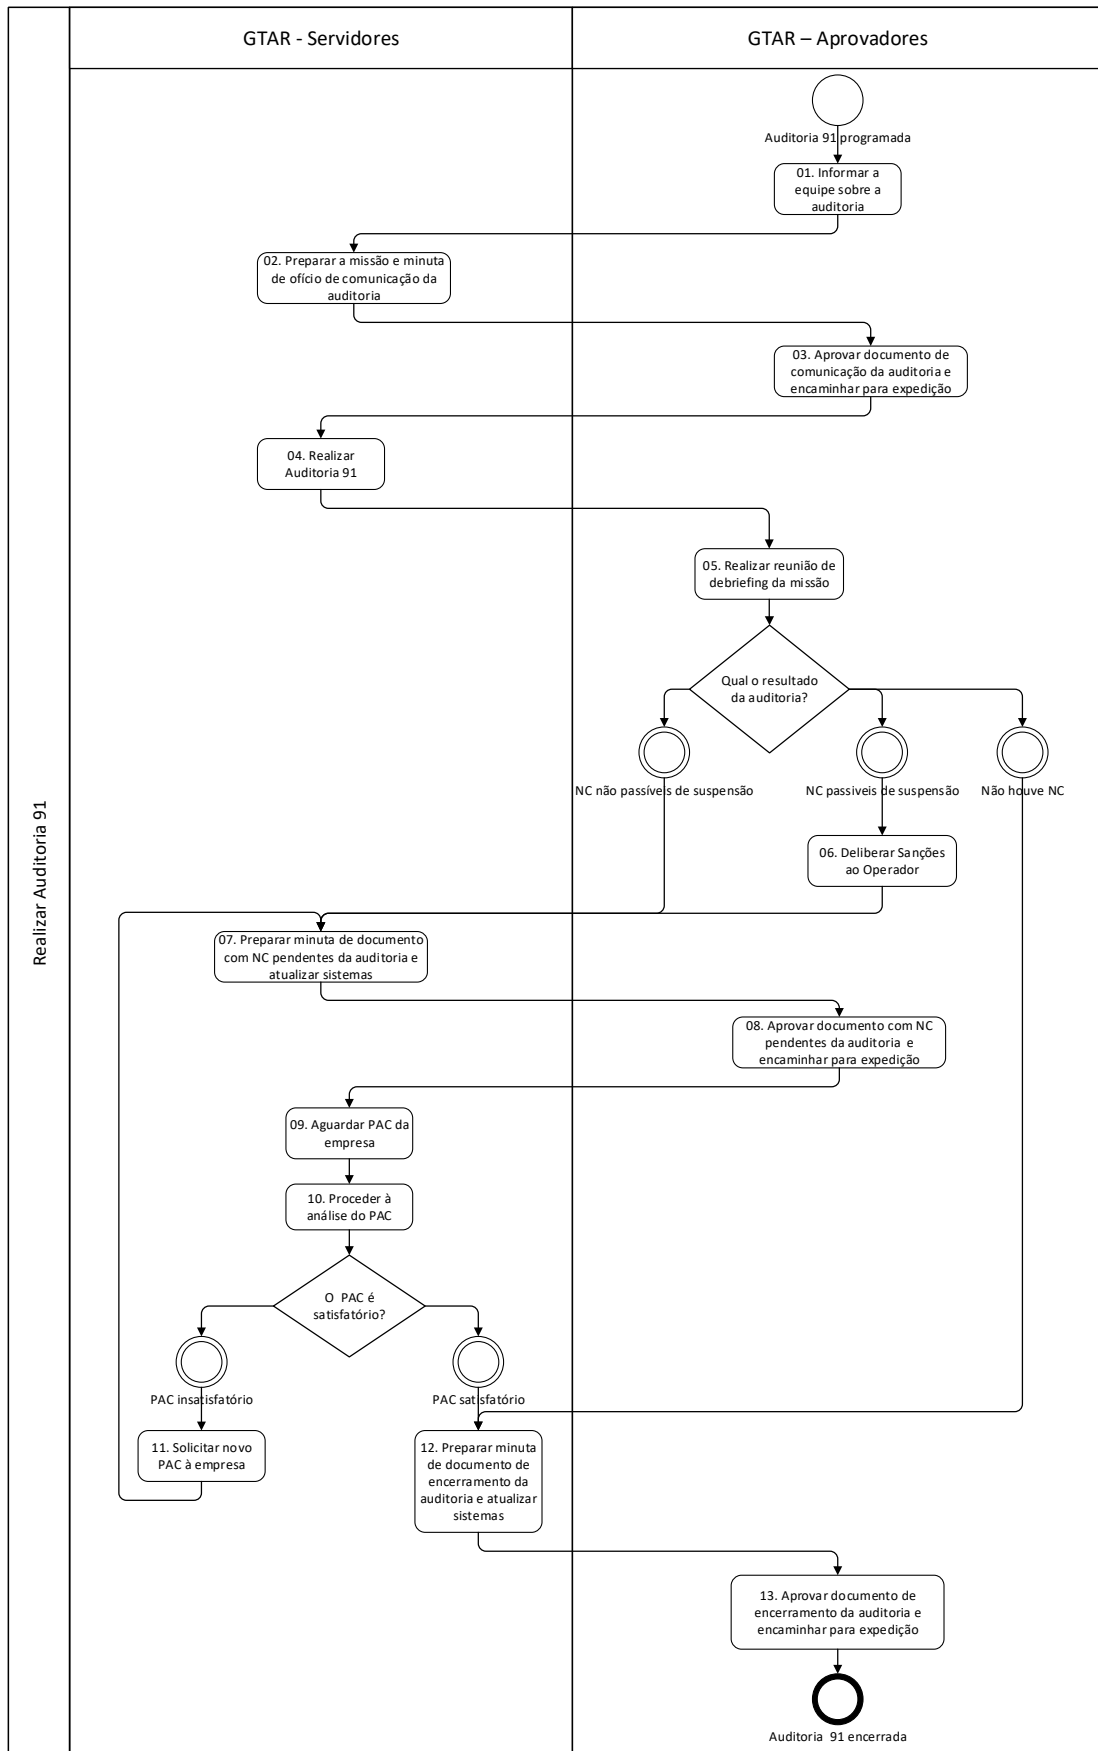 GTAR - Servidores
GTAR – Aprovadores
Realizar Auditoria 91
Auditoria 91 programada
01. Informar a
equipe sobre a
auditoria
02. Preparar a missão e minuta
de ofício de comunicação da
auditoria
03. Aprovar documento de
comunicação da auditoria e
encaminhar para expedição
04. Realizar
Auditoria 91
05. Realizar reunião de
debriefing da missão
Qual o resultado
da auditoria?
NC não passíveis de suspensão
NC passiveis de suspensão
Não houve NC
06. Deliberar Sanções
ao Operador
07. Preparar minuta de documento
com NC pendentes da auditoria e
atualizar sistemas
08. Aprovar documento com NC
pendentes da auditoria e
encaminhar para expedição
09. Aguardar PAC da
empresa
10. Proceder à
análise do PAC
O PAC é
satisfatório?
PAC insatisfatório
PAC satisfatório
11. Solicitar novo
PAC à empresa
12. Preparar minuta
de documento de
encerramento da
auditoria e atualizar
sistemas
13. Aprovar documento de
encerramento da auditoria e
encaminhar para expedição
Auditoria 91 encerrada